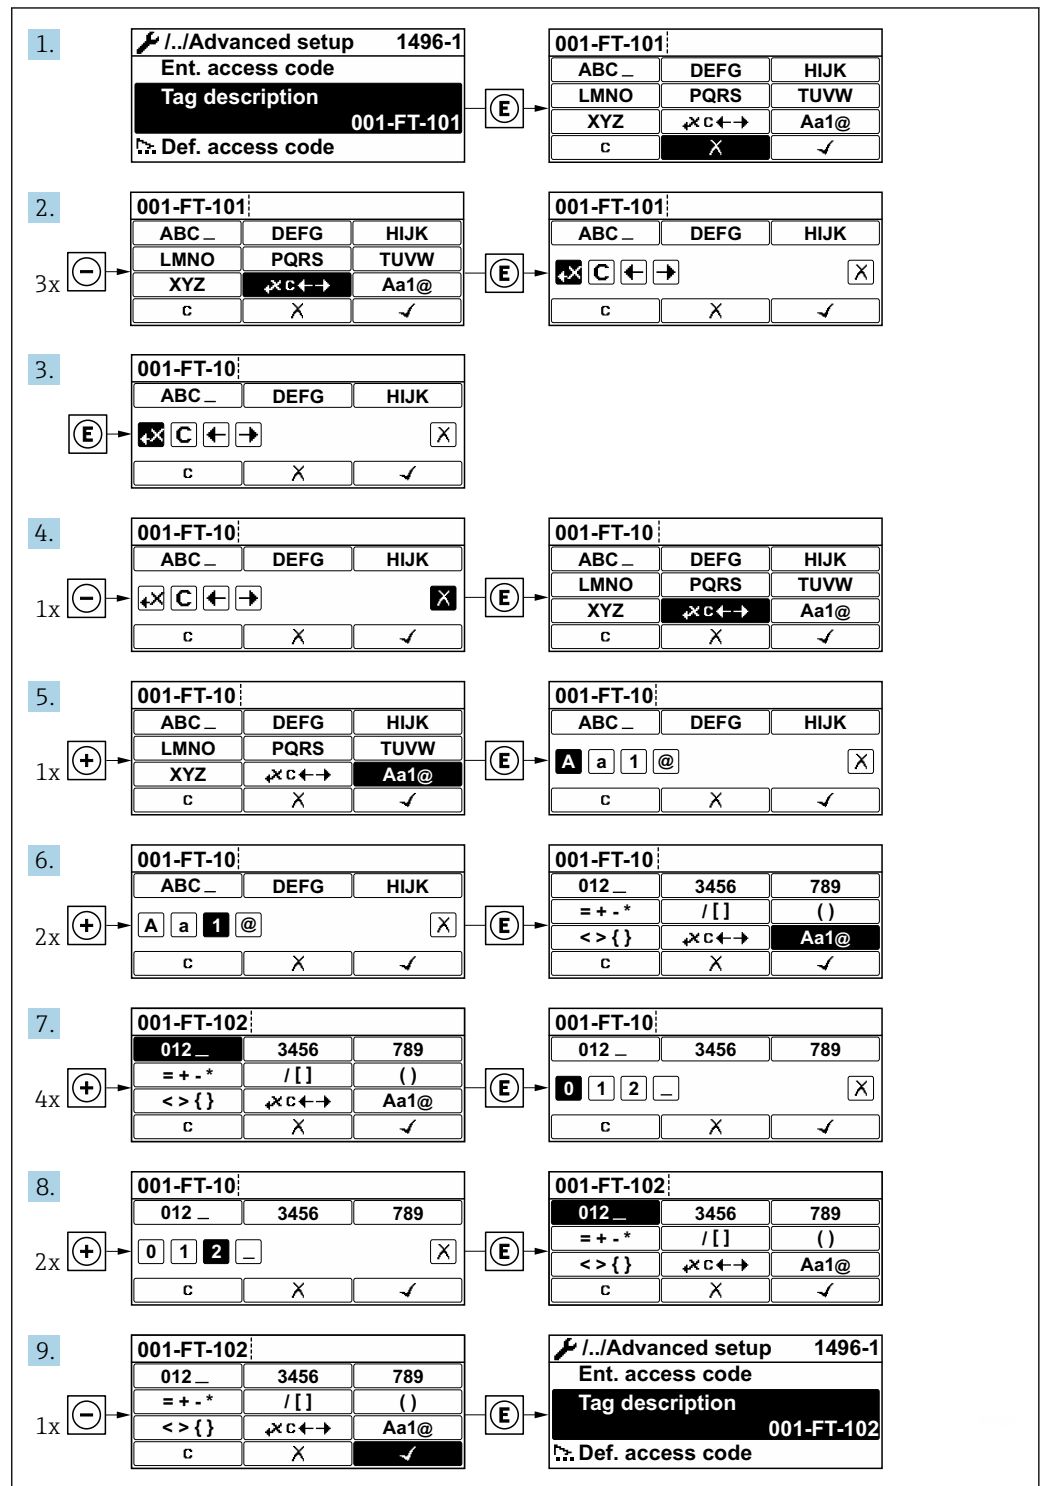 1.
/../Advanced setup 1496-1
Ent. access code
Tag description
001-FT-101
Def. access code
E
001-FT-101
ABC_ DEFG HIJK
LMNO PQRS TUVW
XYZ C Aa1@
C X ✓
2.
3x - 
001-FT-101
ABC_ DEFG HIJK
LMNO PQRS TUVW
XYZ C Aa1@
C X ✓
E
001-FT-101
ABC_ DEFG HIJK
X C ← → X
C X ✓
3.
E
001-FT-10
ABC_ DEFG HIJK
X C ← → X
C X ✓
4.
1x -
001-FT-10
ABC_ DEFG HIJK
X C ← → X
C X ✓
E
001-FT-10
ABC_ DEFG HIJK
LMNO PQRS TUVW
XYZ C Aa1@
C X ✓
5.
1x +
001-FT-10
ABC_ DEFG HIJK
LMNO PQRS TUVW
XYZ C Aa1@
C X ✓
E
001-FT-10
ABC_ DEFG HIJK
A a 1 @ X
C X ✓
6.
2x +
001-FT-10
ABC_ DEFG HIJK
A a 1 @ X
C X ✓
E
001-FT-10
012_ 3456 789
= + - * / [ ] ( )
< > { } C Aa1@
C X ✓
7.
4x +
001-FT-102
012_ 3456 789
= + - * / [ ] ( )
< > { } C Aa1@
C X ✓
E
001-FT-10
012_ 3456 789
0 1 2 _ X
C X ✓
8.
2x +
001-FT-10
012_ 3456 789
0 1 2 _ X
C X ✓
E
001-FT-102
012_ 3456 789
= + - * / [ ] ( )
< > { } C Aa1@
C X ✓
9.
1x -
001-FT-102
012_ 3456 789
= + - * / [ ] ( )
< > { } C Aa1@
C X ✓
E
/../Advanced setup 1496-1
Ent. access code
Tag description
001-FT-102
Def. access code